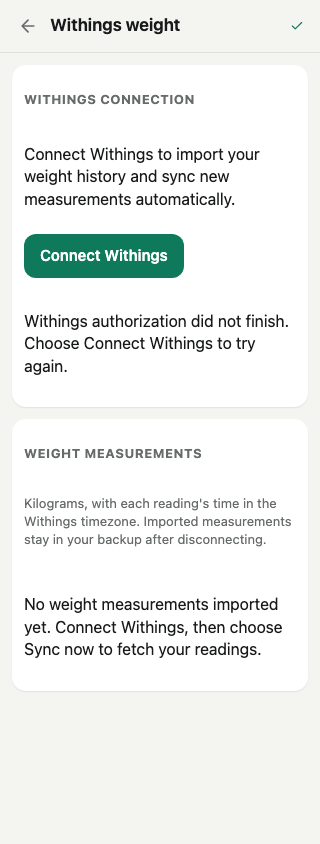 Withings weight
WITHINGS CONNECTION
Connect Withings to import your
weight history and sync new
measurements automatically.
Connect Withings
Withings authorization did not finish.
Choose Connect Withings to try
again.
WEIGHT MEASUREMENTS
Kilograms, with each reading's time in the
Withings timezone. Imported measurements
stay in your backup after disconnecting.
No weight measurements imported
yet. Connect Withings, then choose
Sync now to fetch your readings.